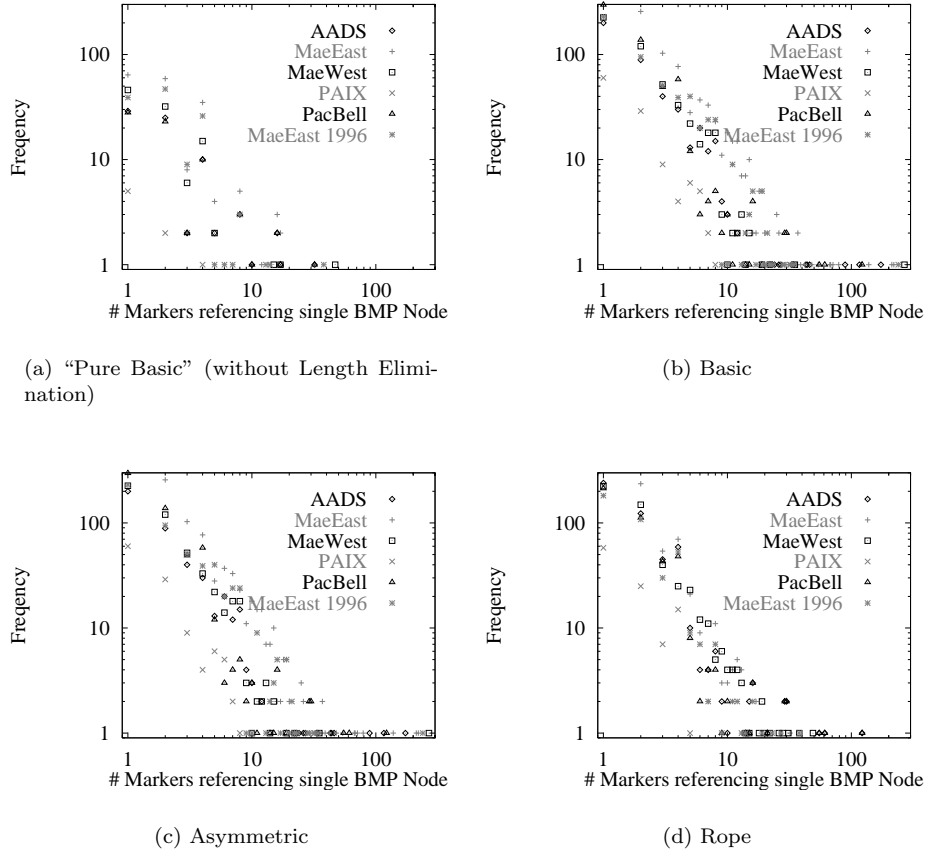 100
10
1
1
10
100
Freqency
# Markers referencing single BMP Node
AADS
MaeEast
MaeWest
PAIX
PacBell
MaeEast 1996
(a) “Pure Basic” (without Length Elimi-
nation)
100
10
1
1
10
100
Freqency
# Markers referencing single BMP Node
AADS
MaeEast
MaeWest
PAIX
PacBell
MaeEast 1996
(b) Basic
100
10
1
1
10
100
Freqency
# Markers referencing single BMP Node
AADS
MaeEast
MaeWest
PAIX
PacBell
MaeEast 1996
(c) Asymmetric
100
10
1
1
10
100
Freqency
# Markers referencing single BMP Node
AADS
MaeEast
MaeWest
PAIX
PacBell
MaeEast 1996
(d) Rope